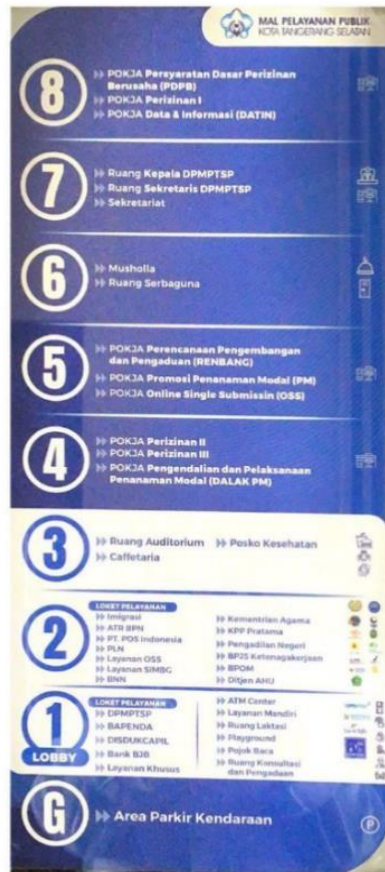 MAL PELAYANAN PUBLIK
KOTA TANGERANG SELATAN
8
POKJA Persyaratan Dasar Perizinan
Berusaha (PDPB)
POKJA Perizinan I
POKJA Data & Informasi (DATIN)
7
Ruang Kepala DPMPTSP
Ruang Sekretaris DPMPTSP
Sekretariat
6
Musholla
Ruang Serbaguna
5
POKJA Perencanaan Pengembangan
dan Pengaduan (RENBANG)
POKJA Promosi Penanaman Modal (PM)
POKJA Online Single Submissin (OSS)
4
POKJA Perizinan II
POKJA Perizinan III
POKJA Pengendalian dan Pelaksanaan
Penanaman Modal (DALAK PM)
3
Ruang Auditorium
Caffetaria
Posko Kesehatan
2
LOKET PELAYANAN
Imigrasi
ATR BPN
PT. POS Indonesia
PLN
Layanan OSS
Layanan SIMBG
BNN
Kementrian Agama
KPP Pratama
Pengadilan Negeri
BPJS Ketenagakerjaan
BPOM
Ditjen AHU
1
LOBBY
LOKET PELAYANAN
DPMPTSP
BAPENDA
DISDUKCAPIL
Bank BJB
Layanan Khusus
ATM Center
Layanan Mandiri
Ruang Laktasi
Playground
Pojok Baca
Ruang Konsultasi
dan Pengaduan
G
Area Parkir Kendaraan
P